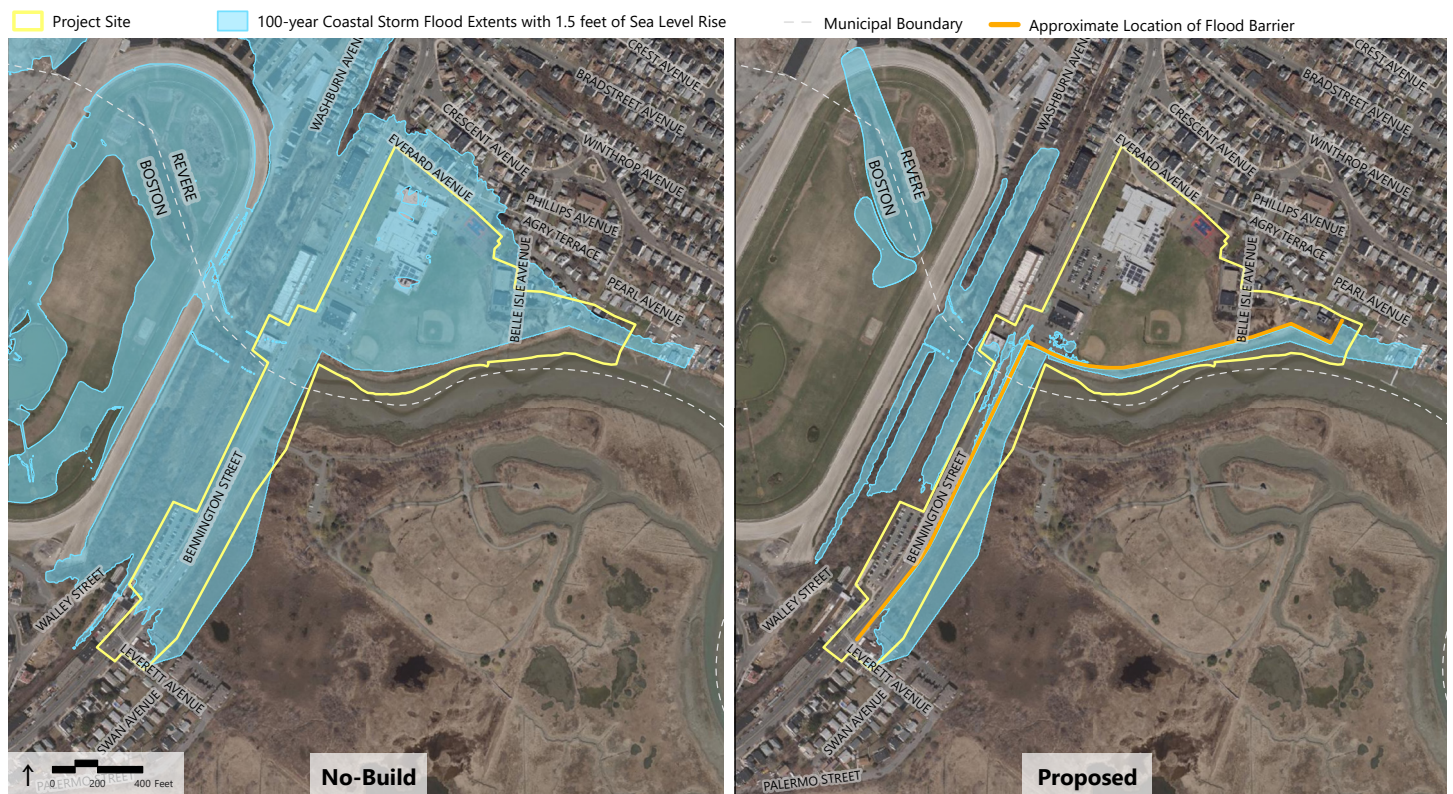 Project Site
100-year Coastal Storm Flood Extents with 1.5 feet of Sea Level Rise
Municipal Boundary
Approximate Location of Flood Barrier
WASHBURN AVEN
CREST AVENUE
BRADSTREET AVENUE
CRESCENT AVENUE
WINTHROP AVENUE
EVERARD AVENUE
REVERE
BOSTON
PHILLIPS AVENUE
AGRY TERRACE
BELLE ISLE AVENUE
PEARL AVENUE
BENNINGTON STREET
WALLEY STREET
LEVERETT AVENUE
SWAN AVENUE
PALERMO STREET
0 200 400 Feet
No-Build
WASHBURN AVEN
CREST AVENUE
BRADSTREET AVENUE
CRESCENT AVENUE
WINTHROP AVENUE
EVERARD AVENUE
REVERE
BOSTON
PHILLIPS AVENUE
AGRY TERRACE
BELLE ISLE AVENUE
PEARL AVENUE
BENNINGTON STREET
WALLEY STREET
LEVERETT AVENUE
SWAN AVENUE
PALERMO STREET
Proposed